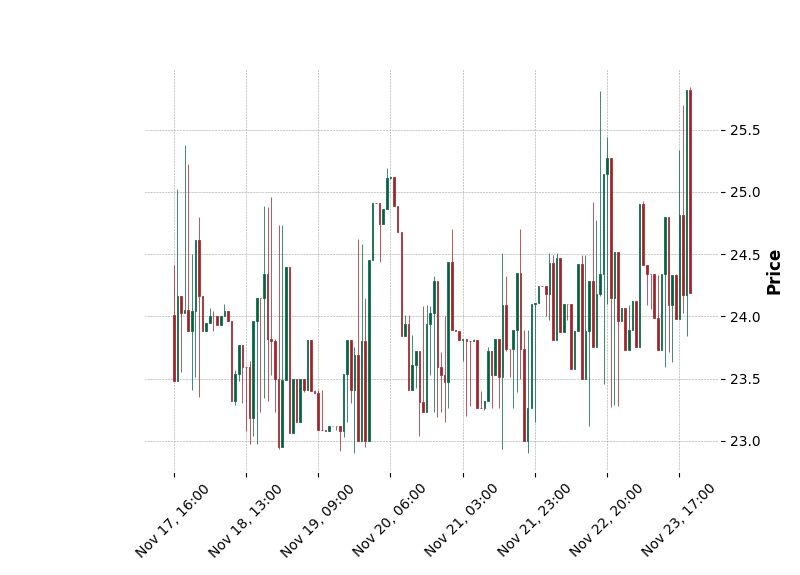 25.5
25.0
24.5
24.0
23.5
23.0
Price
Nov 17, 16:00
Nov 18, 13:00
Nov 19, 09:00
Nov 20, 06:00
Nov 21, 03:00
Nov 21, 23:00
Nov 22, 20:00
Nov 23, 17:00